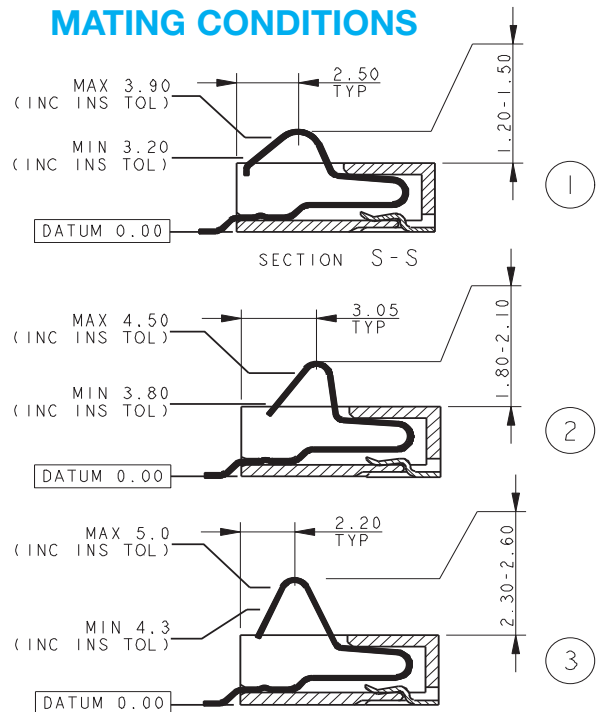 MATING CONDITIONS
MAX 3.90
(INC INS TOL)
2.50
TYP
1.20-1.50
MIN 3.20
(INC INS TOL)
1
DATUM 0.00
SECTION S-S
MAX 4.50
(INC INS TOL)
3.05
TYP
1.80-2.10
MIN 3.80
(INC INS TOL)
2
DATUM 0.00
MAX 5.0
(INC INS TOL)
2.20
TYP
2.30-2.60
MIN 4.3
(INC INS TOL)
3
DATUM 0.00